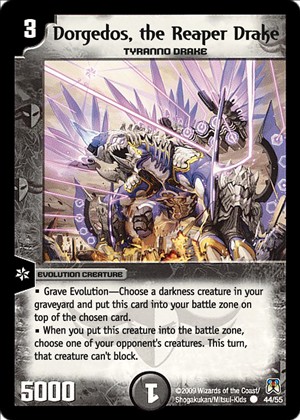 3
Dorgedos, the Reaper Drake
TYRANNO DRAKE
EVOLUTION CREATURE
▪ Grave Evolution—Choose a darkness creature in your
graveyard and put this card into your battle zone on
top of the chosen card.
▪ When you put this creature into the battle zone,
choose one of your opponent's creatures. This turn,
that creature can't block.
5000
1
©2009 Wizards of the Coast/
Shogakukan/Mitsui-Kids
44/55